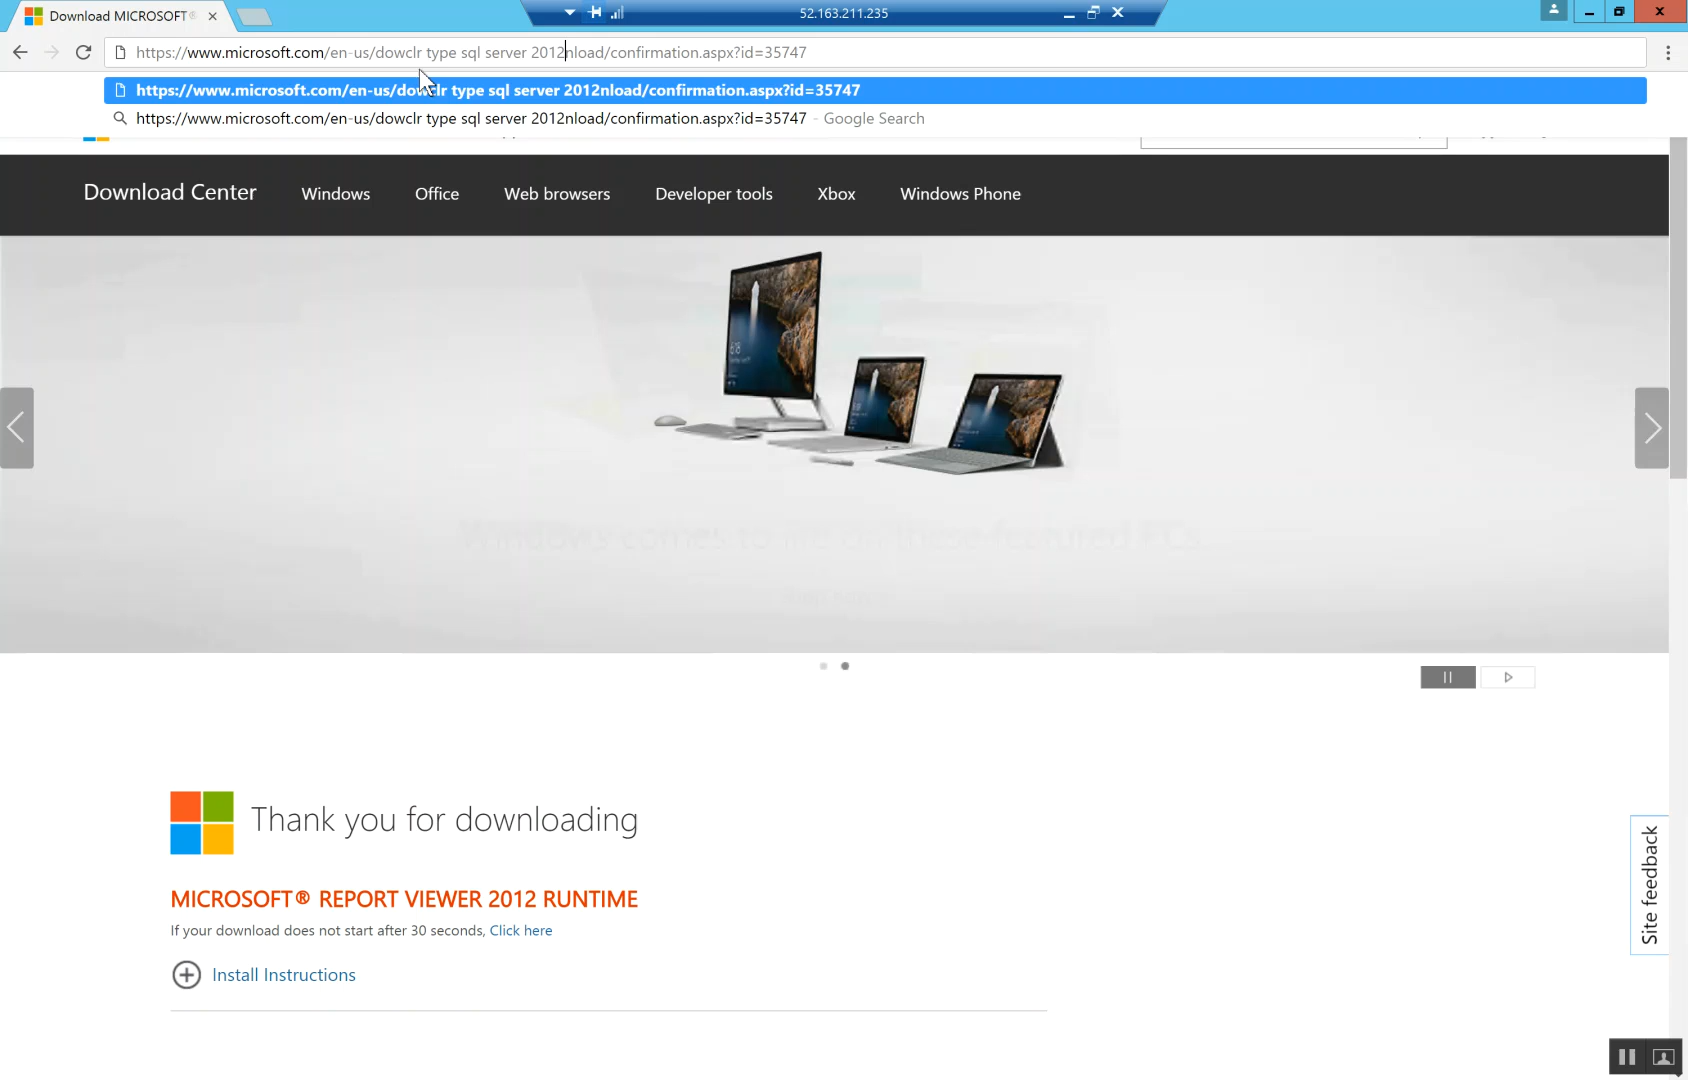 Download MICROSOFT®
52.163.211.235
https://www.microsoft.com/en-us/dowclr type sql server 2012nload/confirmation.aspx?id=35747
https://www.microsoft.com/en-us/dowclr type sql server 2012nload/confirmation.aspx?id=35747
https://www.microsoft.com/en-us/dowclr type sql server 2012nload/confirmation.aspx?id=35747 - Google Search
Download Center Windows Office Web browsers Developer tools Xbox Windows Phone
Thank you for downloading
MICROSOFT® REPORT VIEWER 2012 RUNTIME
If your download does not start after 30 seconds, Click here
Install Instructions
Site feedback